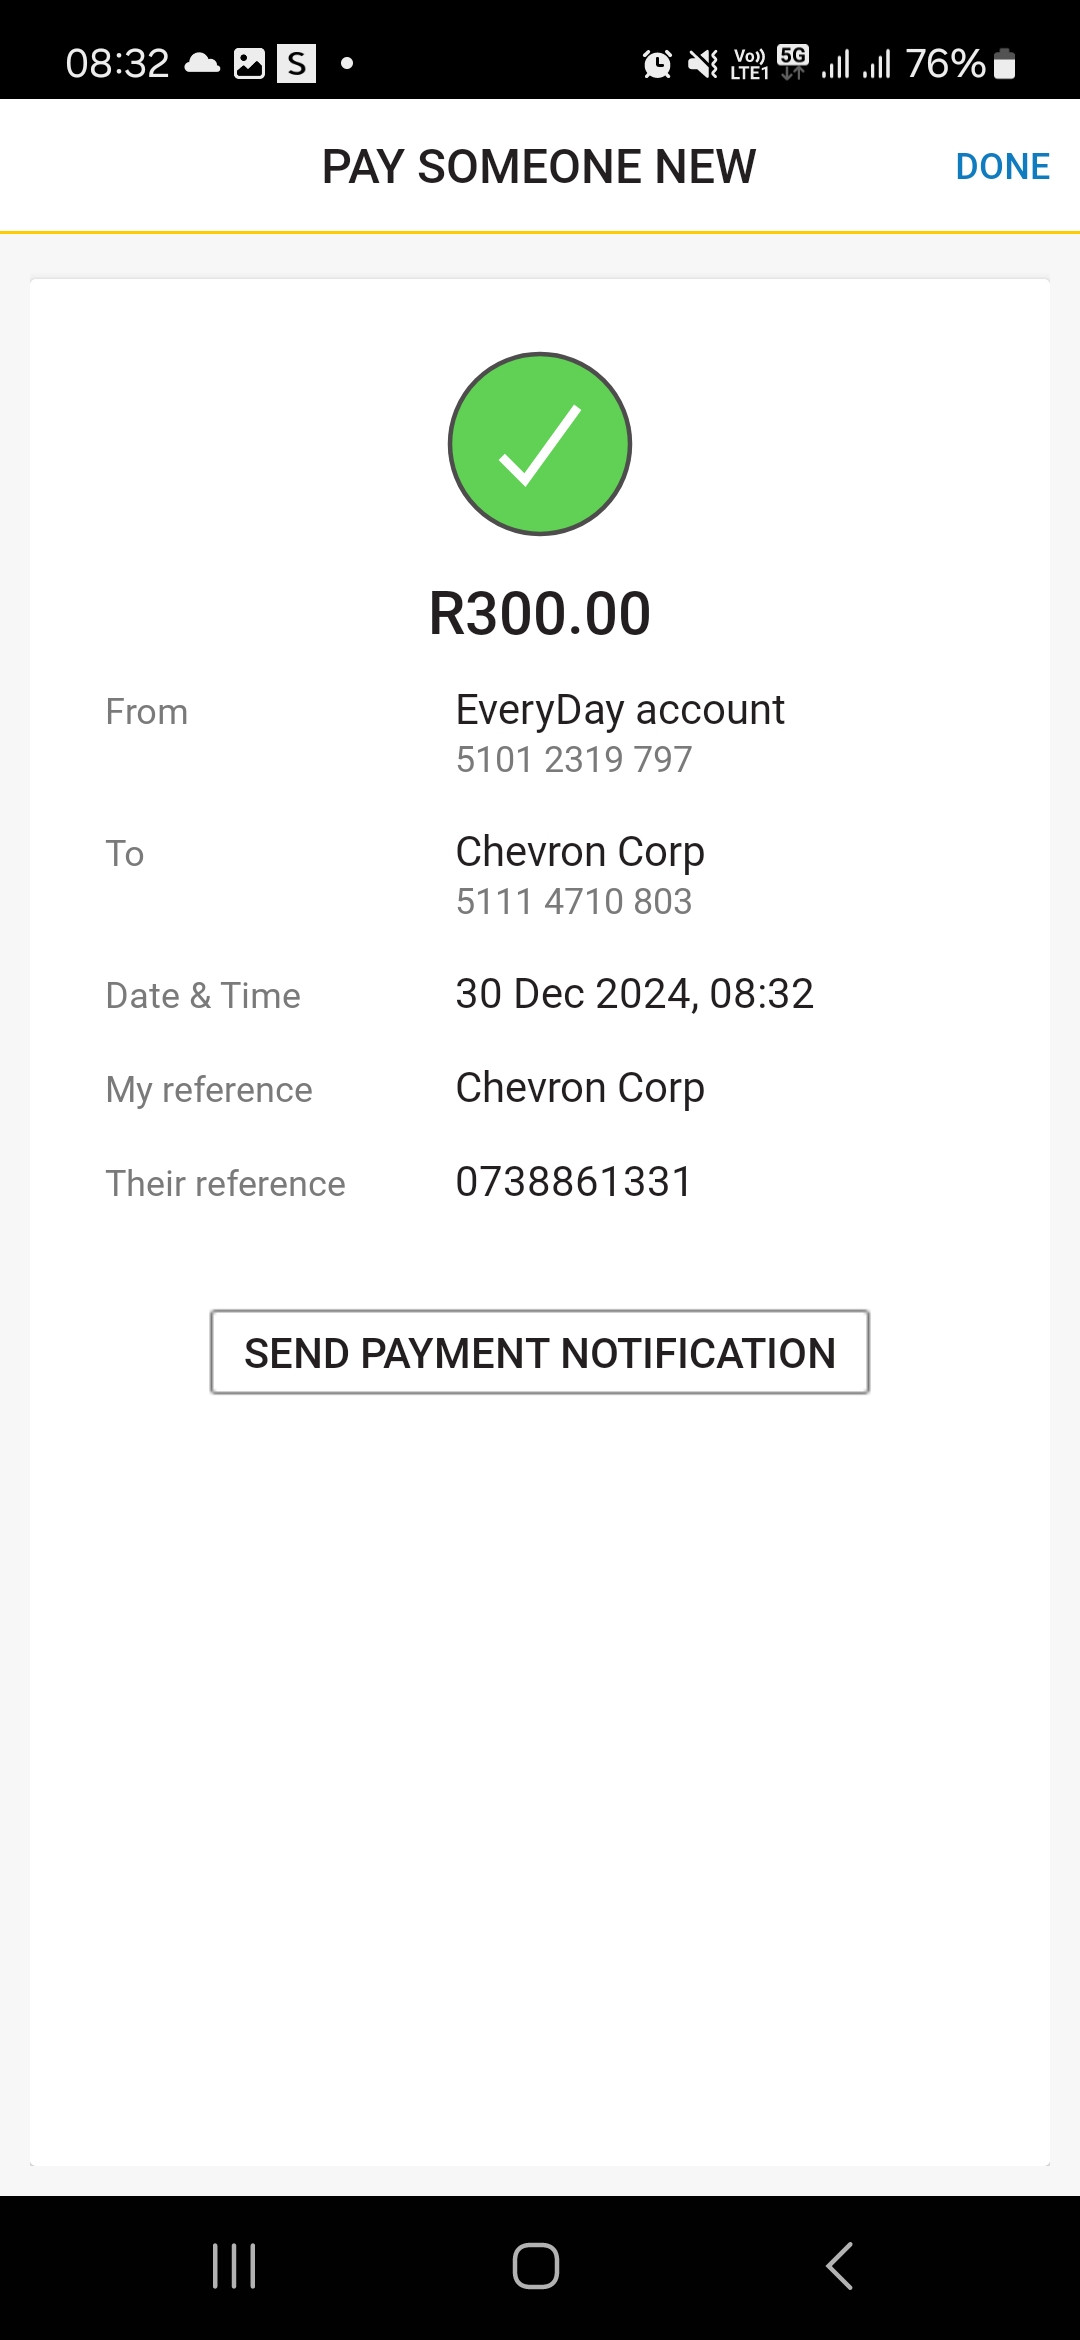 08:32 S 76%
Vo)) LTE1 5G
PAY SOMEONE NEW
DONE
R300.00
From
EveryDay account
5101 2319 797
To
Chevron Corp
5111 4710 803
Date & Time
30 Dec 2024, 08:32
My reference
Chevron Corp
Their reference
0738861331
SEND PAYMENT NOTIFICATION